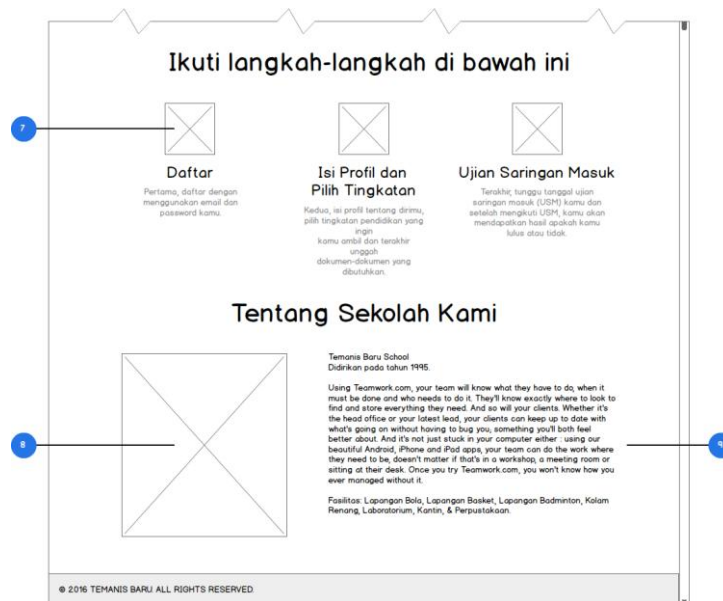 Ikuti langkah-langkah di bawah ini
7
Daftar
Pertama, daftar dengan
menggunakan email dan
password kamu.
Isi Profil dan
Pilih Tingkatan
Kedua, isi profil tentang dirimu,
pilih tingkatan pendidikan yang
ingin
kamu ambil dan terakhir
unggah
dokumen-dokumen yang
dibutuhkan.
Ujian Saringan Masuk
Terakhir, tunggu tanggal ujian
saringan masuk (USM) kamu dan
setelah mengikuti USM, kamu akan
mendapatkan hasil apakah kamu
lulus atau tidak.
Tentang Sekolah Kami
8
Temanis Baru School
Didirikan pada tahun 1995.
Using Teamwork.com, your team will know what they have to do, when it
must be done and who needs to do it. They'll know exactly where to look to
find and store everything they need. And so will your clients. Whether it's
the head office or your latest lead, your clients can keep up to date with
what's going on without having to bug you; something you'll both feel
better about. And it's not just stuck in your computer either : using our
beautiful Android, iPhone and iPad apps, your team can do the work where
they need to be, doesn't matter if that's in a workshop, a meeting room or
sitting at their desk. Once you try Teamwork.com, you won't know how you
ever managed without it.
Fasilitas: Lapangan Bola, Lapangan Basket, Lapangan Badminton, Kolam
Renang, Laboratorium, Kantin, & Perpustakaan.
9
© 2016 TEMANIS BARU. ALL RIGHTS RESERVED.